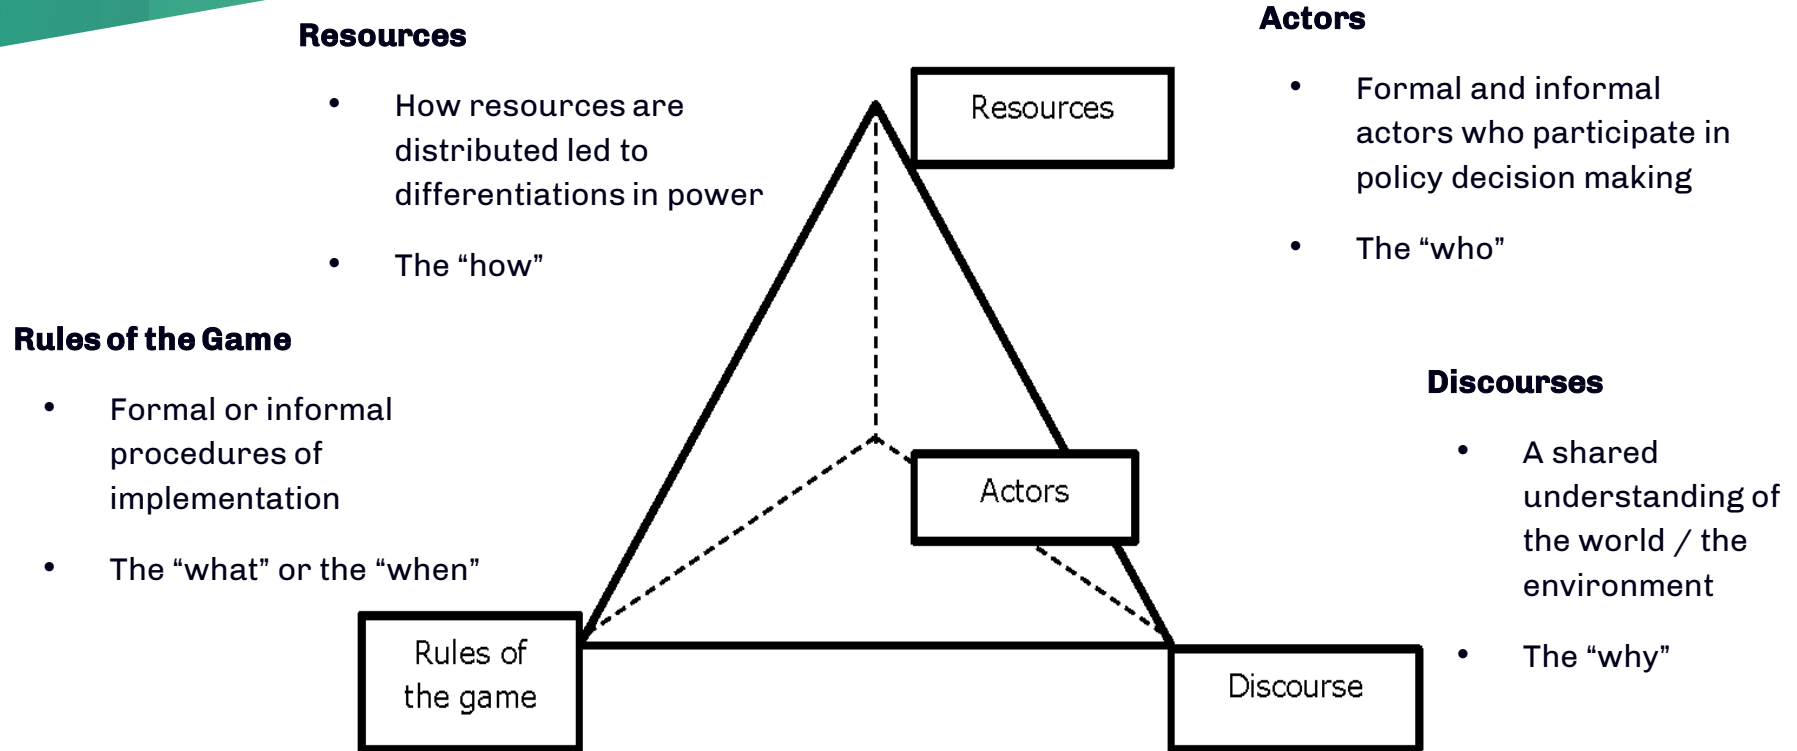 Resources
• How resources are
distributed led to
differentiations in power
• The “how”
Rules of the Game
• Formal or informal
procedures of
implementation
• The “what” or the “when”
Resources
Actors
Rules of
the game
Discourse
Actors
• Formal and informal
actors who participate in
policy decision making
• The “who”
Discourses
• A shared
understanding of
the world / the
environment
• The “why”